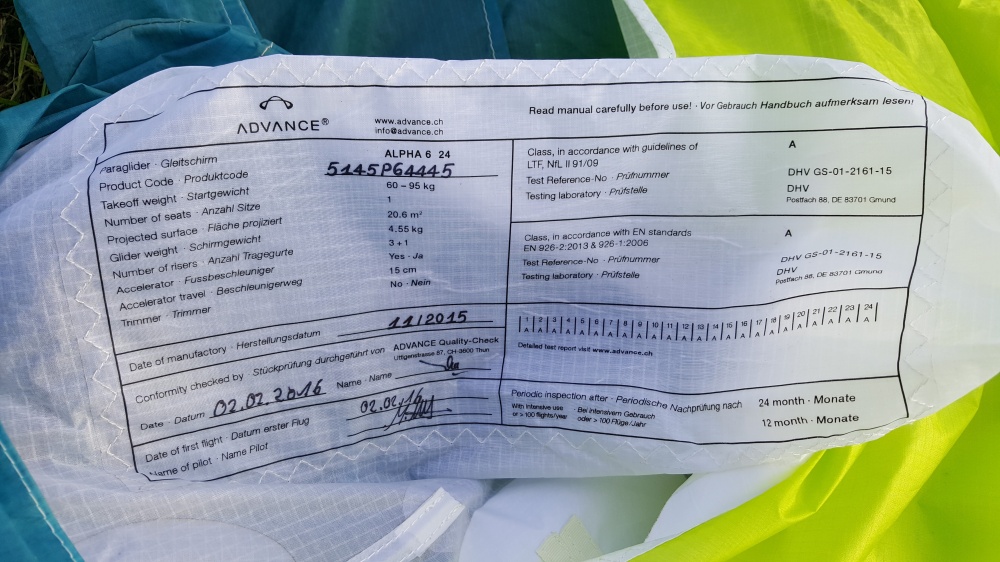 ADVANCE®
www.advance.ch
info@advance.ch
Read manual carefully before use! · Vor Gebrauch Handbuch aufmerksam lesen!
Paraglider · Gleitschirm ALPHA 6 24
Product Code · Produktcode 5145P64445
Takeoff weight · Startgewicht 60 – 95 kg
Number of seats · Anzahl Sitze 1
Projected surface · Fläche projiziert 20.6 m²
Glider weight · Schirmgewicht 4.55 kg
Number of risers · Anzahl Tragegurte 3 + 1
Accelerator · Fussbeschleuniger Yes · Ja
Accelerator travel · Beschleunigerweg 15 cm
Trimmer · Trimmer No · Nein
Date of manufactory · Herstellungsdatum 11/2015
Conformity checked by · Stückprüfung durchgeführt von ADVANCE Quality-Check
Uttigenstrasse 87, CH-3600 Thun
Date · Datum 02.02.2016 Name · Name
Date of first flight · Datum erster Flug 02.02.16
Name of pilot · Name Pilot
Class, in accordance with guidelines of A
LTF, NfL II 91/09
Test Reference-No · Prüfnummer DHV GS-01-2161-15
Testing laboratory · Prüfstelle DHV
Postfach 88, DE 83701 Gmund
Class, in accordance with EN standards A
EN 926-2:2013 & 926-1:2006
Test Reference-No · Prüfnummer DHV GS-01-2161-15
Testing laboratory · Prüfstelle DHV
Postfach 88, DE 83701 Gmund
1 2 3 4 5 6 7 8 9 10 11 12 13 14 15 16 17 18 19 20 21 22 23 24
A A A A A A A A A A A A A A A A A A A A A A A A
Detailed test report visit www.advance.ch
Periodic inspection after · Periodische Nachprüfung nach 24 month · Monate
With intensive use · Bei intensivem Gebrauch 12 month · Monate
or > 100 flights/year oder > 100 Flüge/Jahr